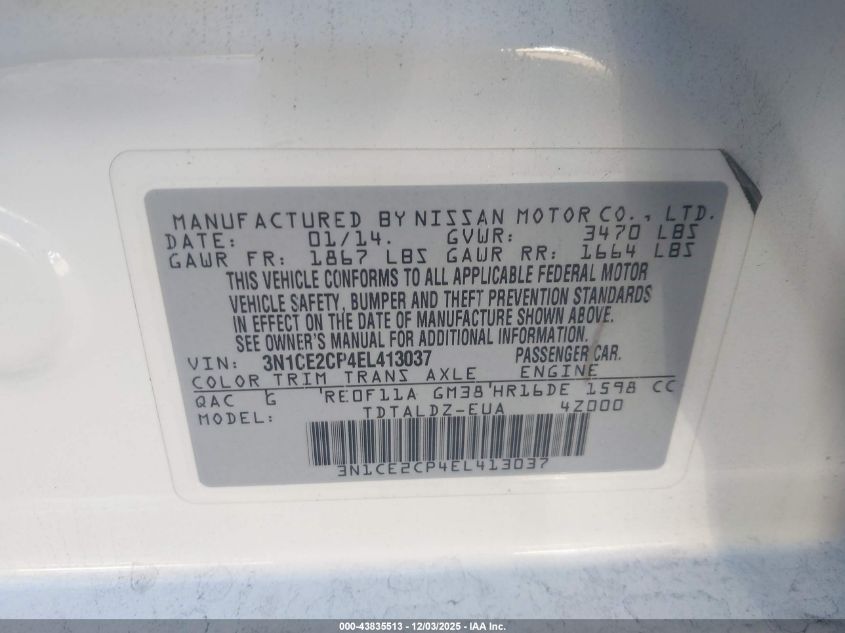 MANUFACTURED BY NISSAN MOTOR CO., LTD.
DATE: 01/14. GVWR: 3470 LBS
GAWR FR: 1867 LBS GAWR RR: 1664 LBS
THIS VEHICLE CONFORMS TO ALL APPLICABLE FEDERAL MOTOR
VEHICLE SAFETY, BUMPER AND THEFT PREVENTION STANDARDS
IN EFFECT ON THE DATE OF MANUFACTURE SHOWN ABOVE.
SEE OWNER'S MANUAL FOR ADDITIONAL INFORMATION.
VIN: 3N1CE2CP4EL413037 PASSENGER CAR.
COLOR TRIM TRANS AXLE ENGINE
QAC G RE0F11A GM38 HR16DE 1598 CC
MODEL: TDTALDZ-EUA 4Z000
3N1CE2CP4EL413037
000-43835513 - 12/03/2025 - IAA Inc.